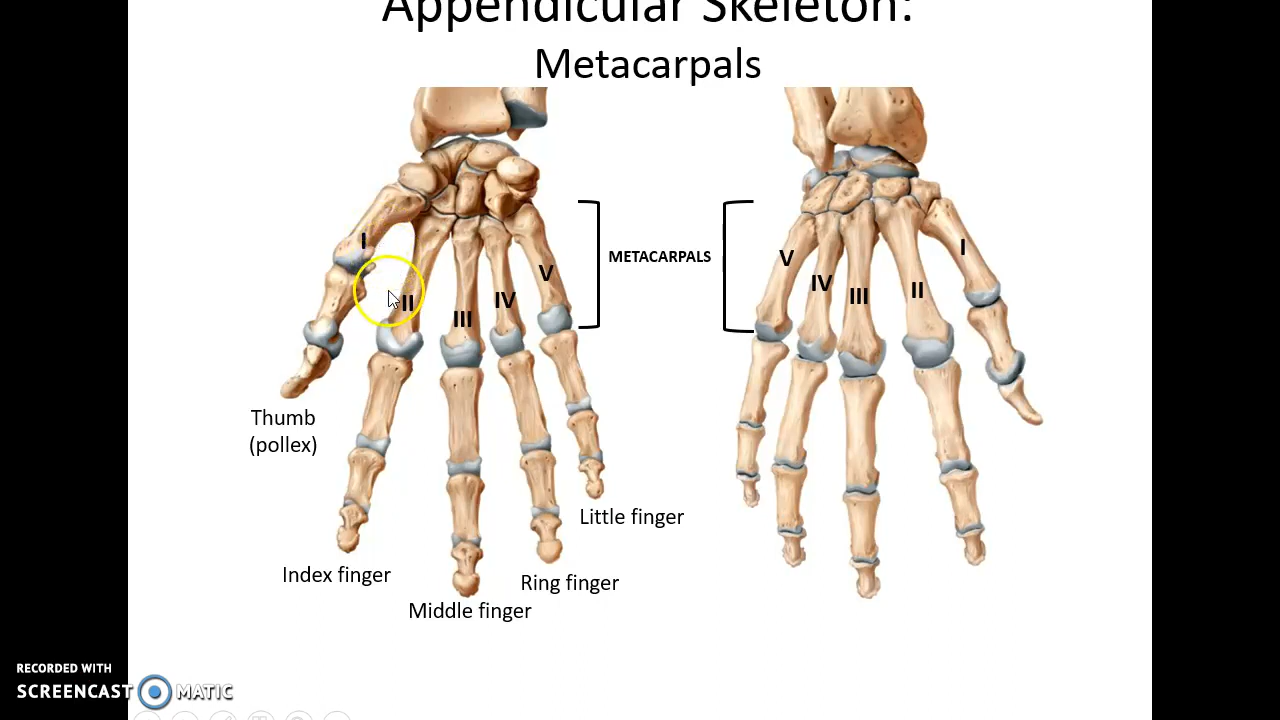 Appendicular Skeleton:
Metacarpals
I
II
III
IV
V
METACARPALS
V
IV
III
II
I
Thumb
(pollex)
Little finger
Index finger
Ring finger
Middle finger
RECORDED WITH
SCREENCAST MATIC